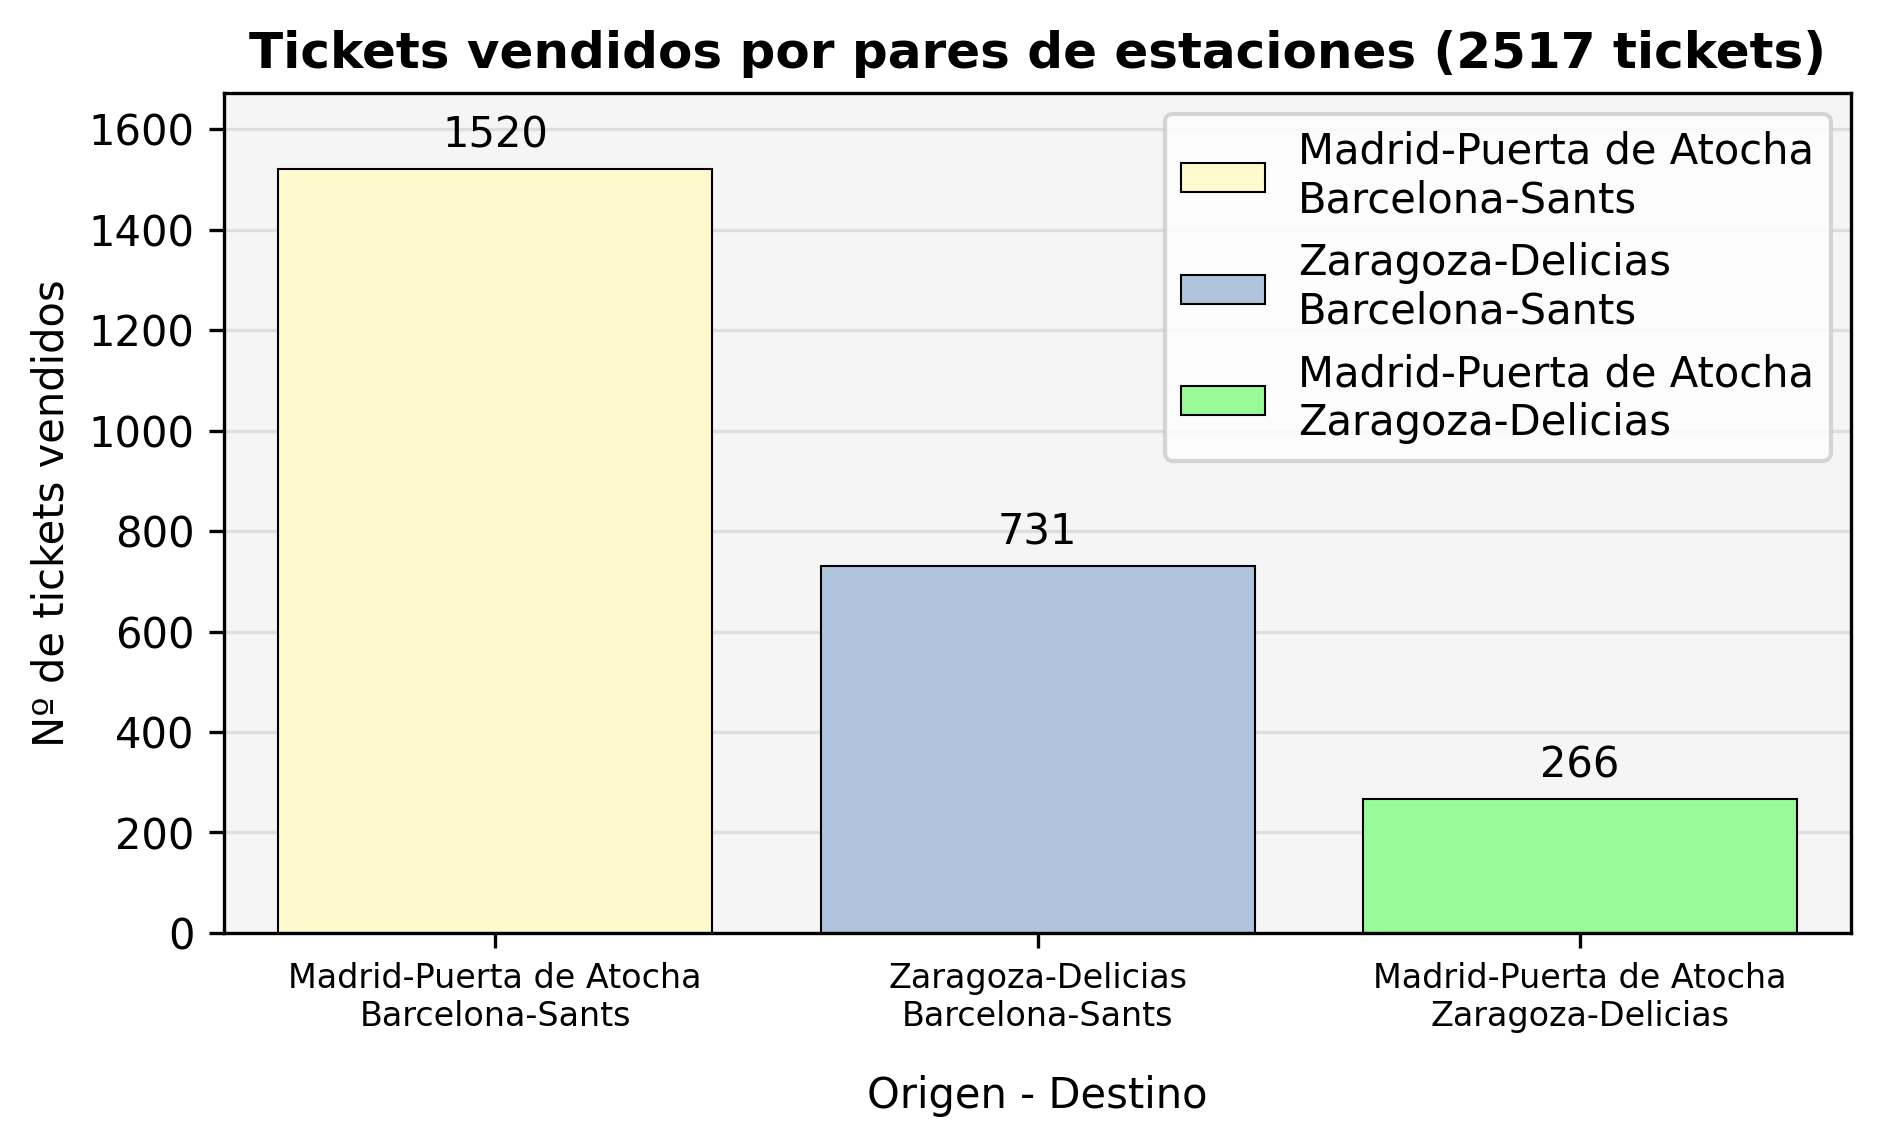 Tickets vendidos por pares de estaciones (2517 tickets)
Nº de tickets vendidos
1600
1400
1200
1000
800
600
400
200
0
1520
731
266
Madrid-Puerta de Atocha
Barcelona-Sants
Zaragoza-Delicias
Barcelona-Sants
Madrid-Puerta de Atocha
Zaragoza-Delicias
Madrid-Puerta de Atocha
Barcelona-Sants
Zaragoza-Delicias
Barcelona-Sants
Madrid-Puerta de Atocha
Zaragoza-Delicias
Origen - Destino